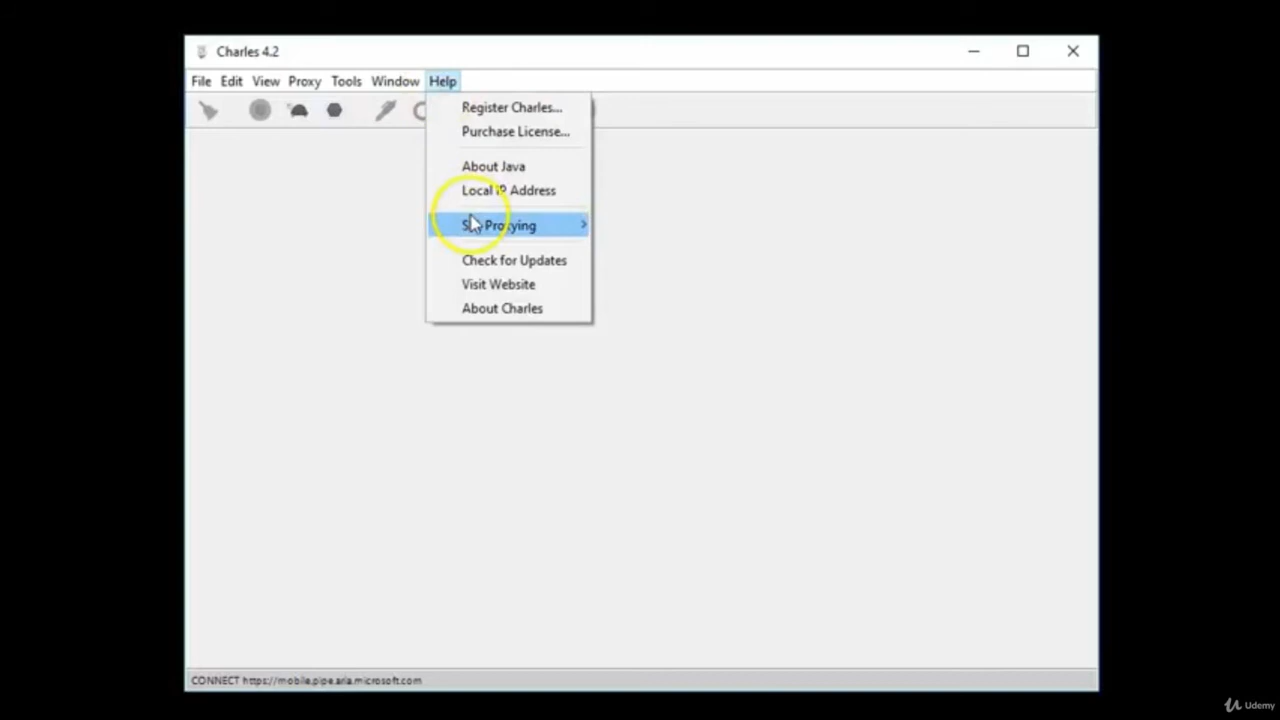 Charles 4.2
File Edit View Proxy Tools Window Help
Register Charles...
Purchase License...
About Java
Local IP Address
Proxying
Check for Updates
Visit Website
About Charles
CONNECT https://mobile.pipe.aria.microsoft.com
Udemy